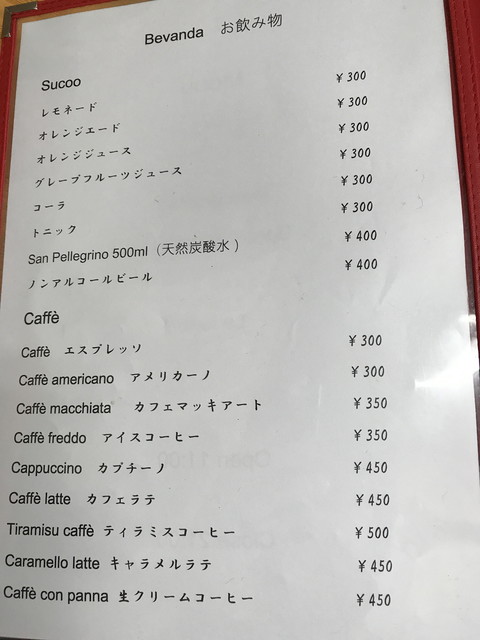 Bevanda お飲み物
Sucoo
レモネード ¥300
オレンジエード ¥300
オレンジジュース ¥300
グレープフルーツジュース ¥300
コーラ ¥300
トニック ¥300
San Pellegrino 500ml（天然炭酸水） ¥400
ノンアルコールビール ¥400
Caffè
Caffè エスプレッソ ¥300
Caffè americano アメリカーノ ¥300
Caffè macchiata カフェマッキアート ¥350
Caffè freddo アイスコーヒー ¥350
Cappuccino カプチーノ ¥450
Caffè latte カフェラテ ¥450
Tiramisu caffè ティラミスコーヒー ¥500
Caramello latte キャラメルラテ ¥450
Caffè con panna 生クリームコーヒー ¥450